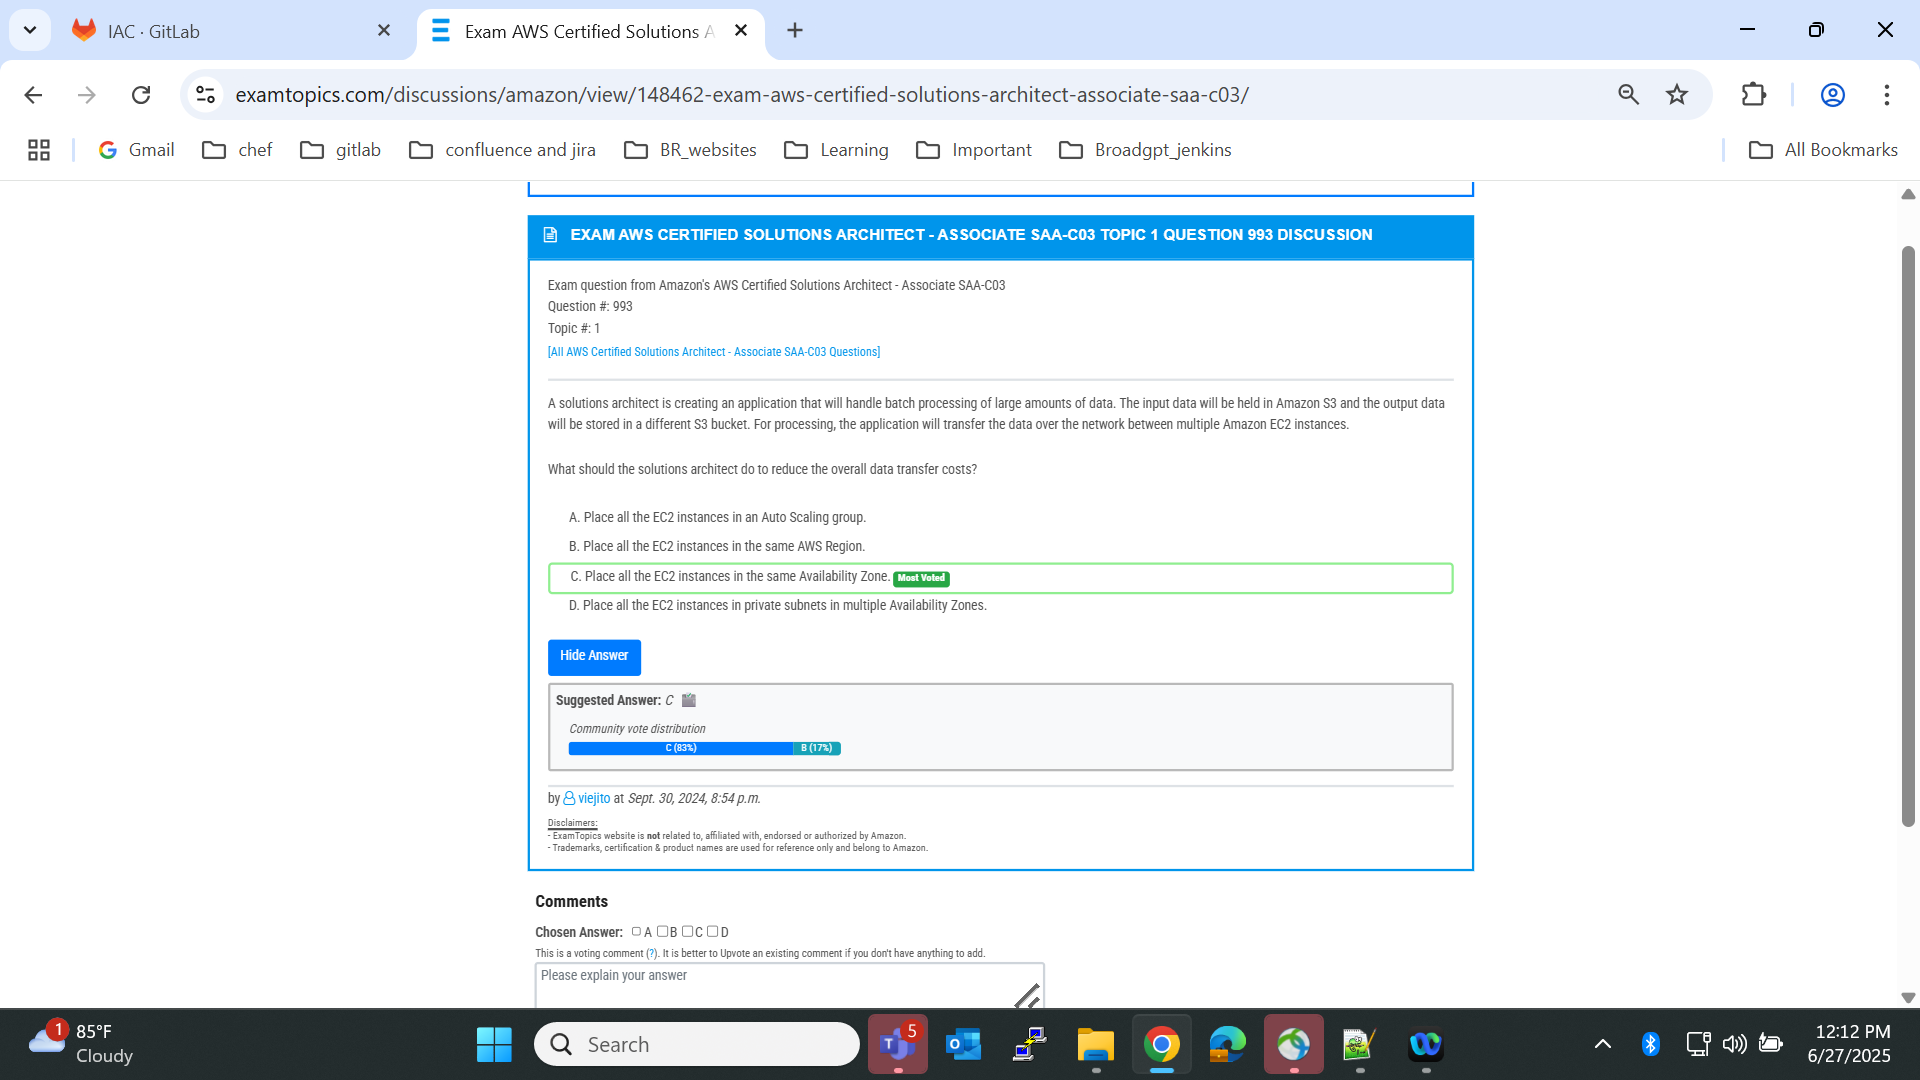 IAC · GitLab
Exam AWS Certified Solutions A
examtopics.com/discussions/amazon/view/148462-exam-aws-certified-solutions-architect-associate-saa-c03/
Gmail
chef
gitlab
confluence and jira
BR_websites
Learning
Important
Broadgpt_jenkins
All Bookmarks
EXAM AWS CERTIFIED SOLUTIONS ARCHITECT - ASSOCIATE SAA-C03 TOPIC 1 QUESTION 993 DISCUSSION
Exam question from Amazon's AWS Certified Solutions Architect - Associate SAA-C03
Question #: 993
Topic #: 1
[All AWS Certified Solutions Architect - Associate SAA-C03 Questions]
A solutions architect is creating an application that will handle batch processing of large amounts of data. The input data will be held in Amazon S3 and the output data
will be stored in a different S3 bucket. For processing, the application will transfer the data over the network between multiple Amazon EC2 instances.
What should the solutions architect do to reduce the overall data transfer costs?
A. Place all the EC2 instances in an Auto Scaling group.
B. Place all the EC2 instances in the same AWS Region.
C. Place all the EC2 instances in the same Availability Zone. Most Voted
D. Place all the EC2 instances in private subnets in multiple Availability Zones.
Hide Answer
Suggested Answer: C
Community vote distribution
C (83%) B (17%)
by viejito at Sept. 30, 2024, 8:54 p.m.
Disclaimers:
- ExamTopics website is not related to, affiliated with, endorsed or authorized by Amazon.
- Trademarks, certification & product names are used for reference only and belong to Amazon.
Comments
Chosen Answer: A B C D
This is a voting comment (?). It is better to Upvote an existing comment if you don't have anything to add.
Please explain your answer
1
85°F
Cloudy
Search
5
12:12 PM
6/27/2025